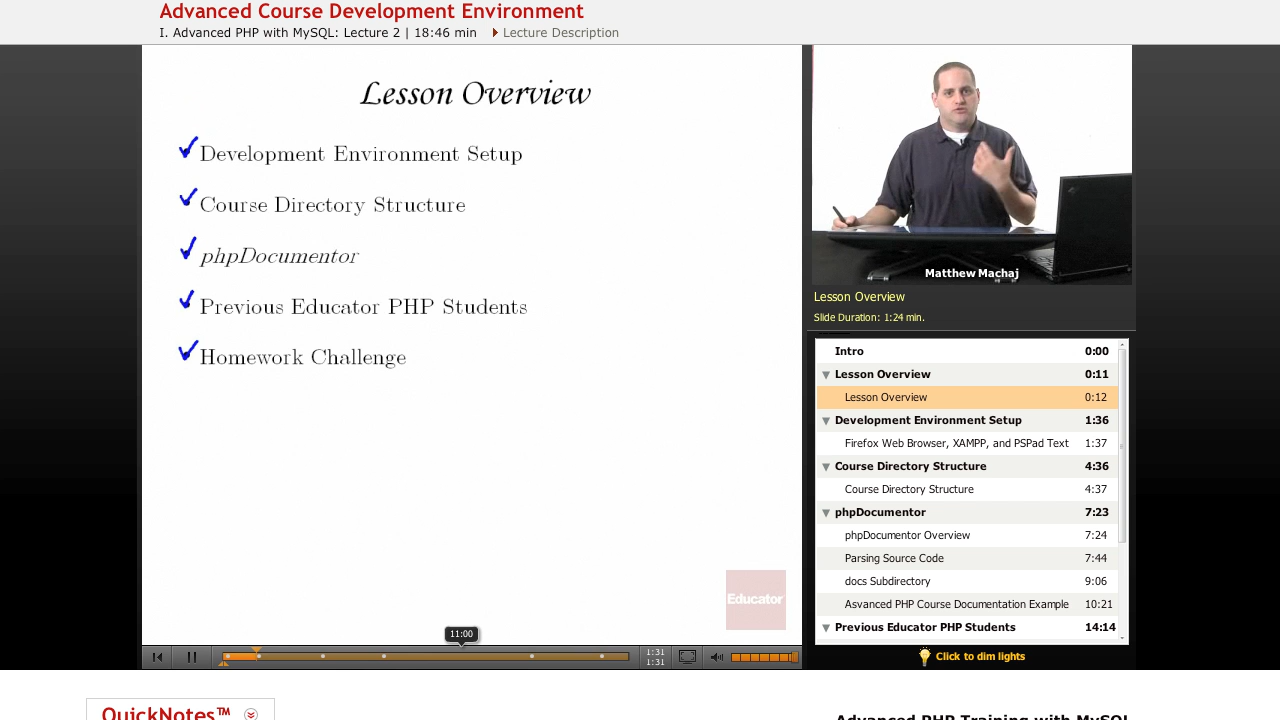 Advanced Course Development Environment
I. Advanced PHP with MySQL: Lecture 2 | 18:46 min Lecture Description
Lesson Overview
Development Environment Setup
Course Directory Structure
phpDocumentor
Previous Educator PHP Students
Homework Challenge
Educator
11:00
1:31
1:31
Matthew Machaj
Lesson Overview
Slide Duration: 1:24 min.
Intro 0:00
Lesson Overview 0:11
Lesson Overview 0:12
Development Environment Setup 1:36
Firefox Web Browser, XAMPP, and PSPad Text 1:37
Course Directory Structure 4:36
Course Directory Structure 4:37
phpDocumentor 7:23
phpDocumentor Overview 7:24
Parsing Source Code 7:44
docs Subdirectory 9:06
Asvanced PHP Course Documentation Example 10:21
Previous Educator PHP Students 14:14
Click to dim lights
QuickNotes™
Advanced PHP Training with MySQL